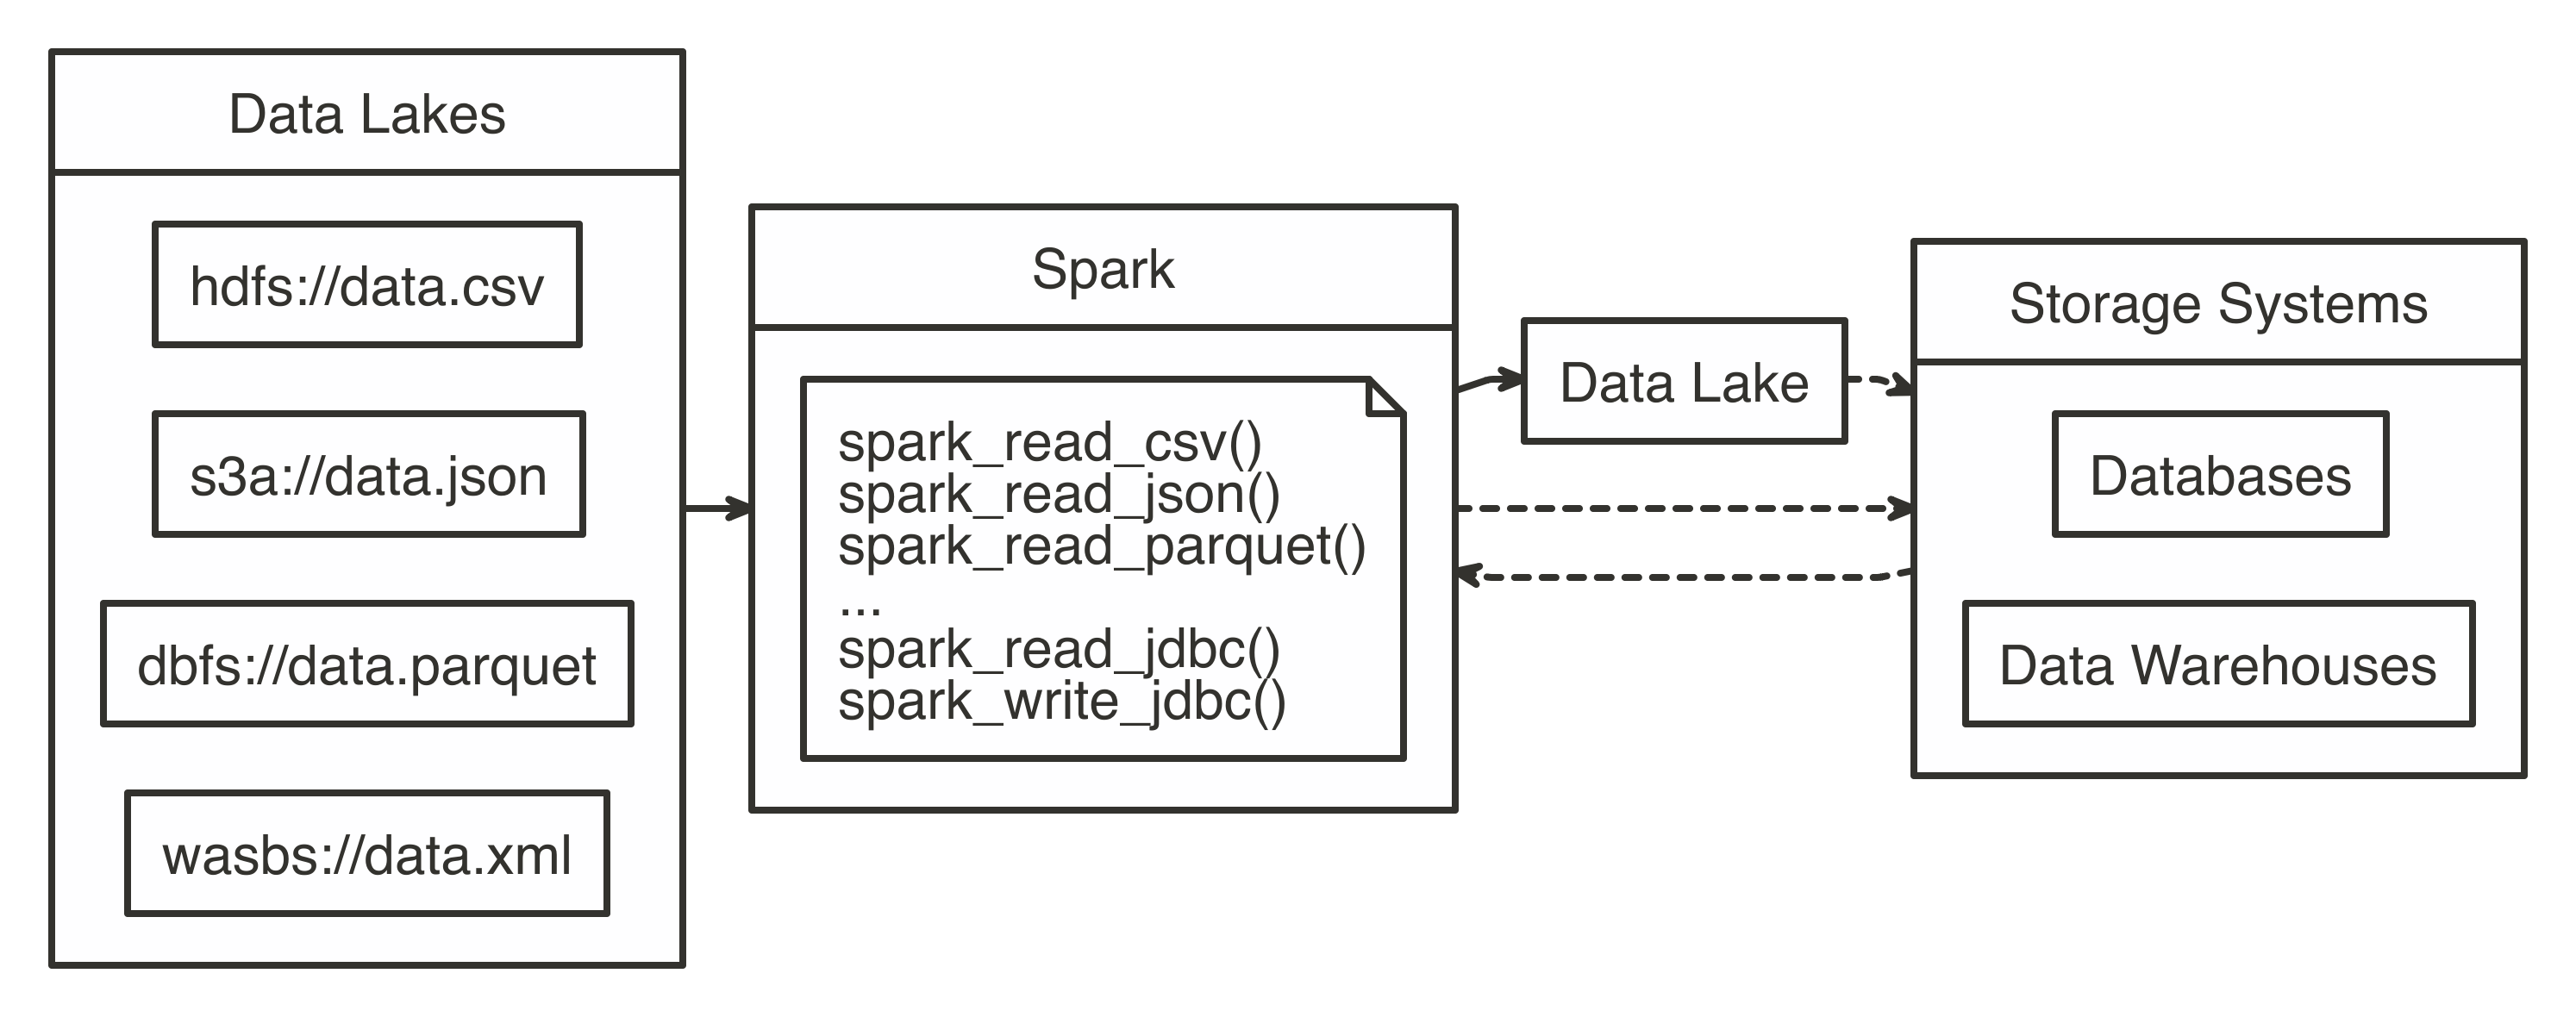 Data Lakes
hdfs://data.csv
s3a://data.json
dbfs://data.parquet
wasbs://data.xml
Spark
spark_read_csv()
spark_read_json()
spark_read_parquet()
...
spark_read_jdbc()
spark_write_jdbc()
Data Lake
Storage Systems
Databases
Data Warehouses